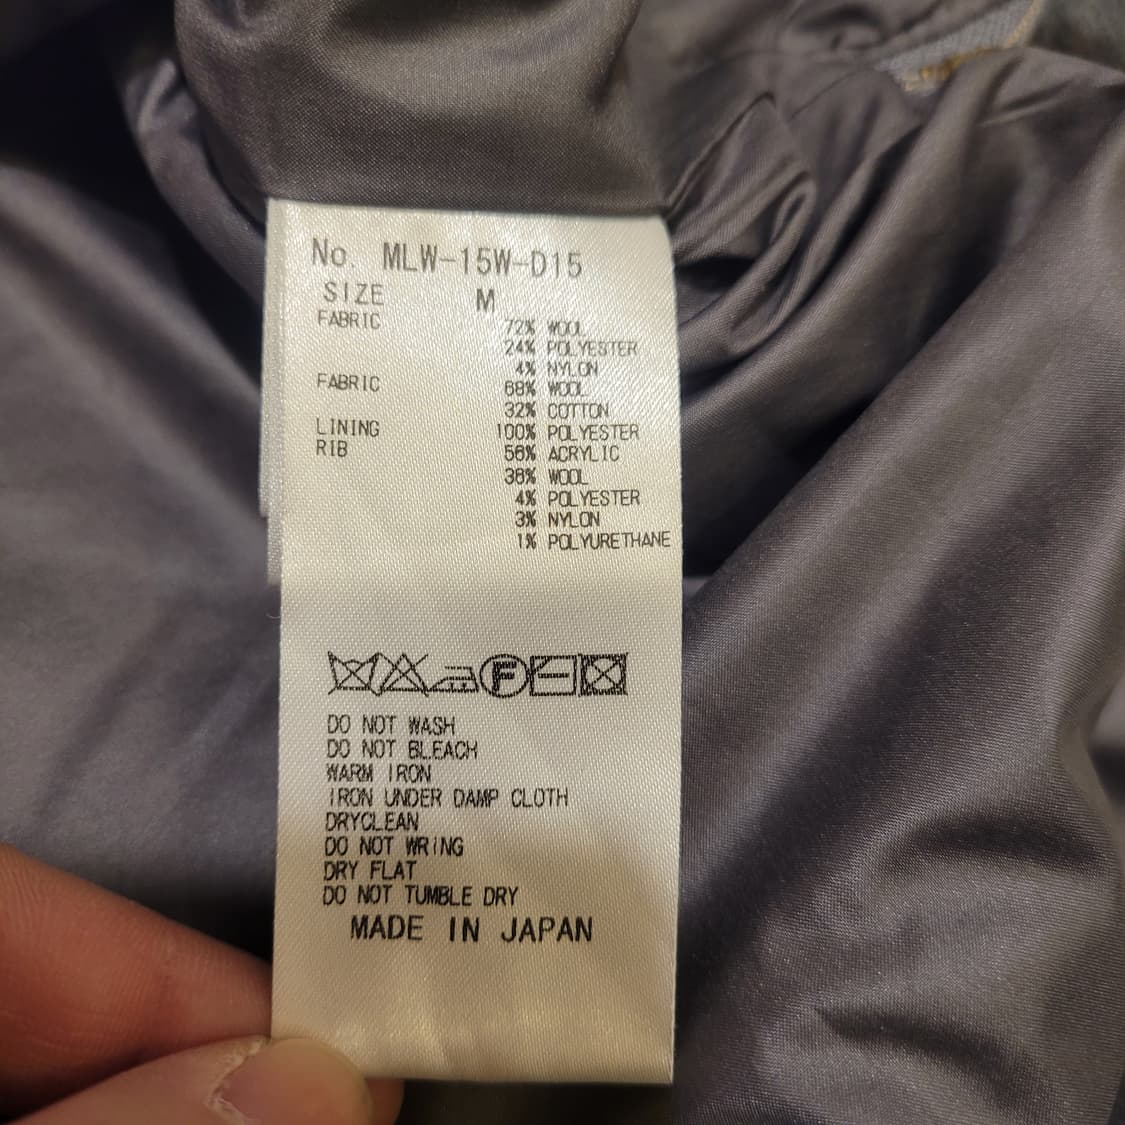 No. MLW-15W-D15
SIZE M
FABRIC 72% WOOL
24% POLYESTER
4% NYLON
FABRIC 68% WOOL
32% COTTON
LINING 100% POLYESTER
RIB 56% ACRYLIC
36% WOOL
4% POLYESTER
3% NYLON
1% POLYURETHANE
F
DO NOT WASH
DO NOT BLEACH
WARM IRON
IRON UNDER DAMP CLOTH
DRYCLEAN
DO NOT WRING
DRY FLAT
DO NOT TUMBLE DRY
MADE IN JAPAN